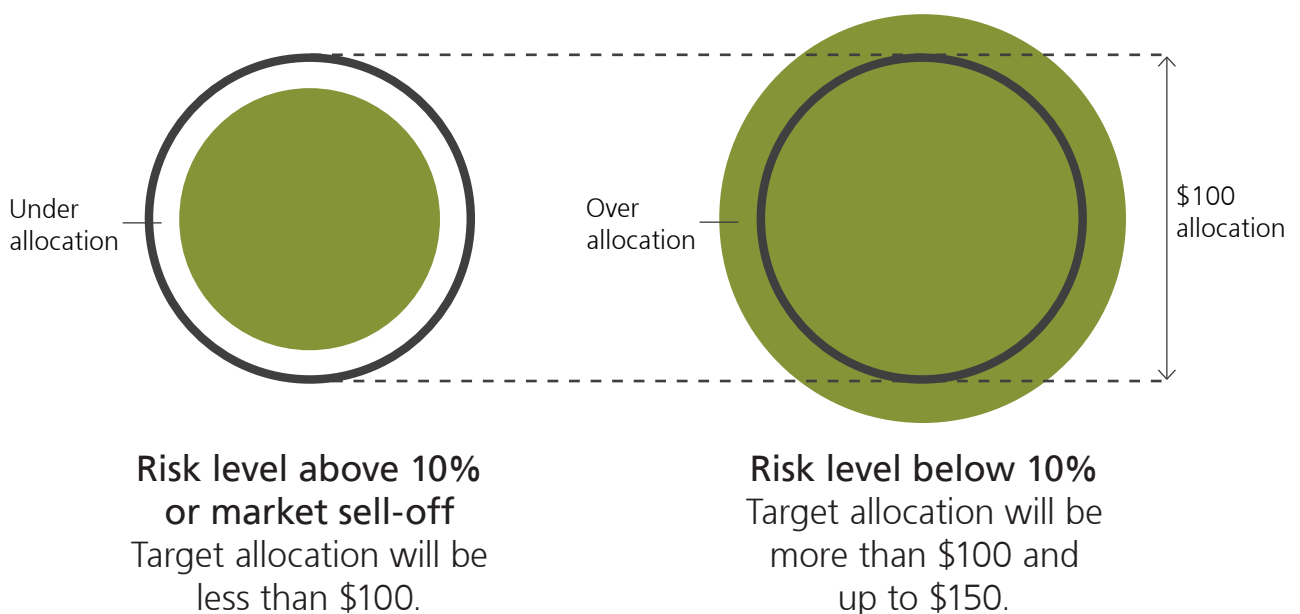 Under
allocation
Over
allocation
$100
allocation
Risk level above 10%
or market sell-off
Target allocation will be
less than $100.
Risk level below 10%
Target allocation will be
more than $100 and
up to $150.